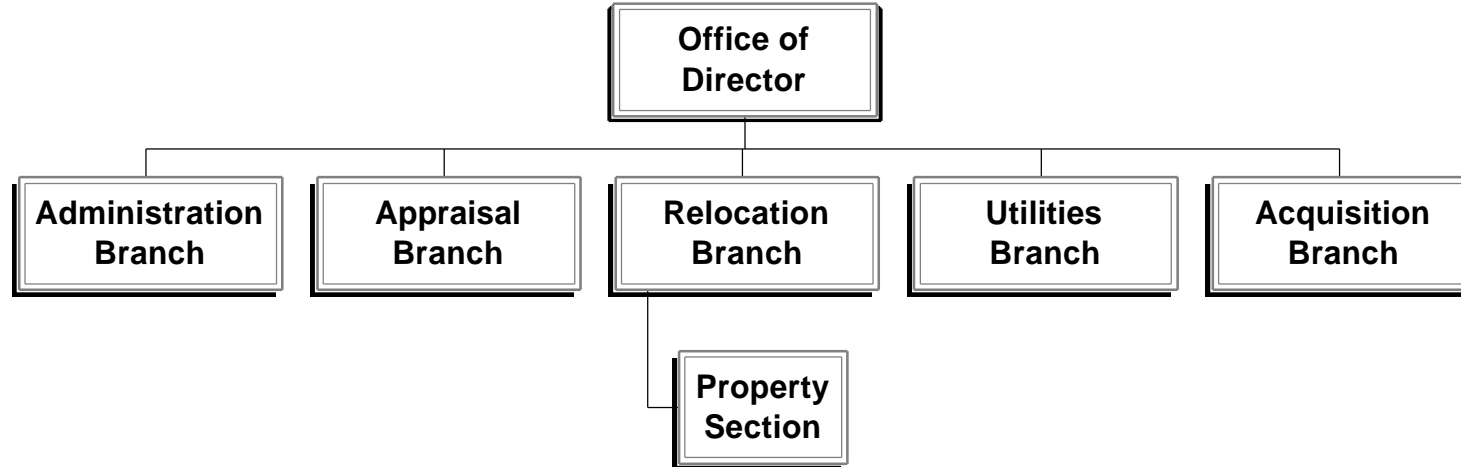 Office of
Director
Administration
Branch
Appraisal
Branch
Relocation
Branch
Utilities
Branch
Acquisition
Branch
Property
Section